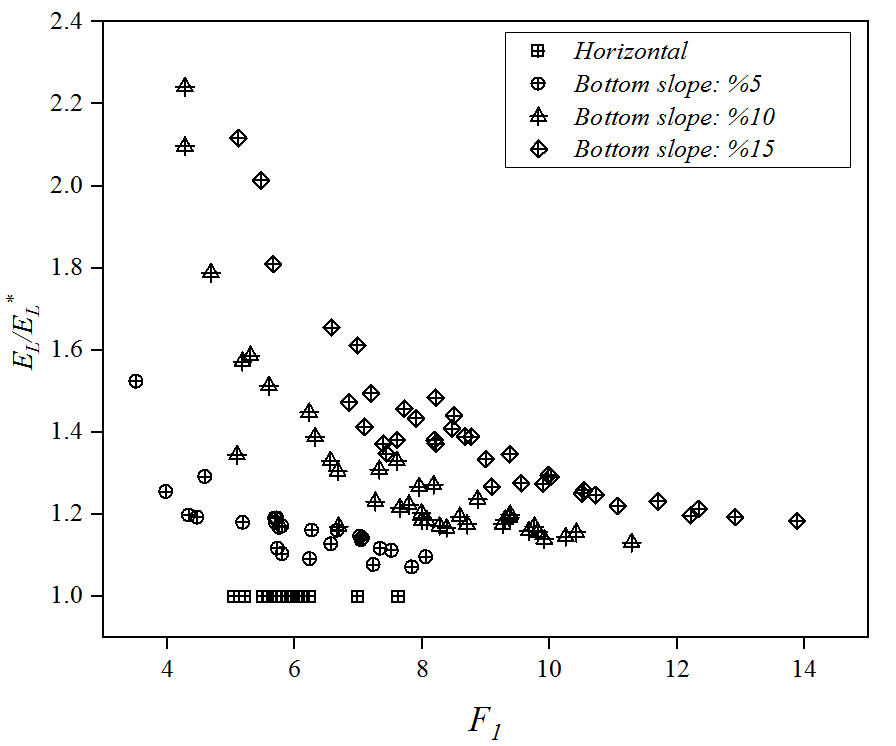 2.4
2.2
2.0
1.8
1.6
1.4
1.2
1.0
E_L/E_L^*
Horizontal
Bottom slope: %5
Bottom slope: %10
Bottom slope: %15
4 6 8 10 12 14
F_1